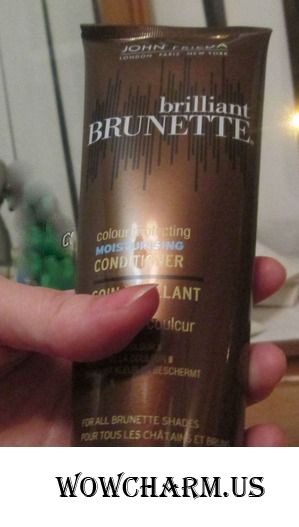 JOHN FRIEDA
LONDON PARIS NEW YORK
brilliant
BRUNETTE®
colour protecting
MOISTURISING
CONDITIONER
COULEUR
FOR ALL BRUNETTE SHADES
POUR TOUS LES CHÂTAINS ET
WOWCHARM.US